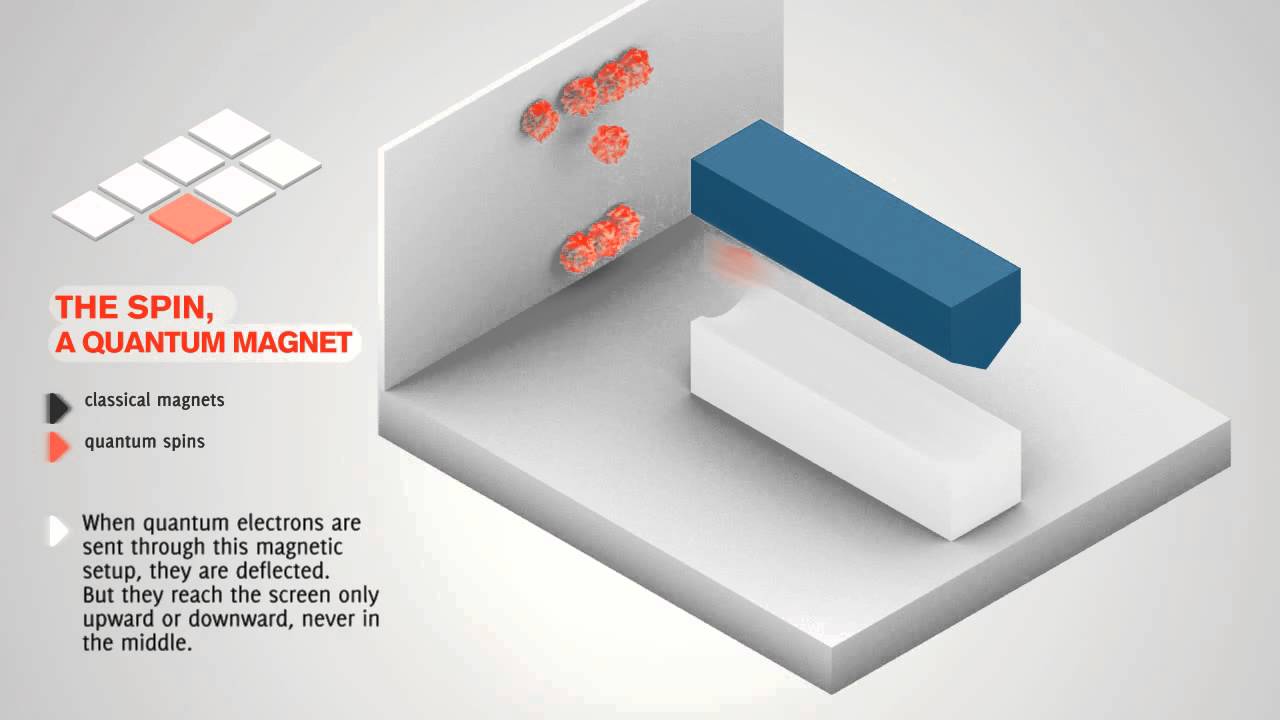 THE SPIN,
A QUANTUM MAGNET
classical magnets
quantum spins
When quantum electrons are
sent through this magnetic
setup, they are deflected.
But they reach the screen only
upward or downward, never in
the middle.